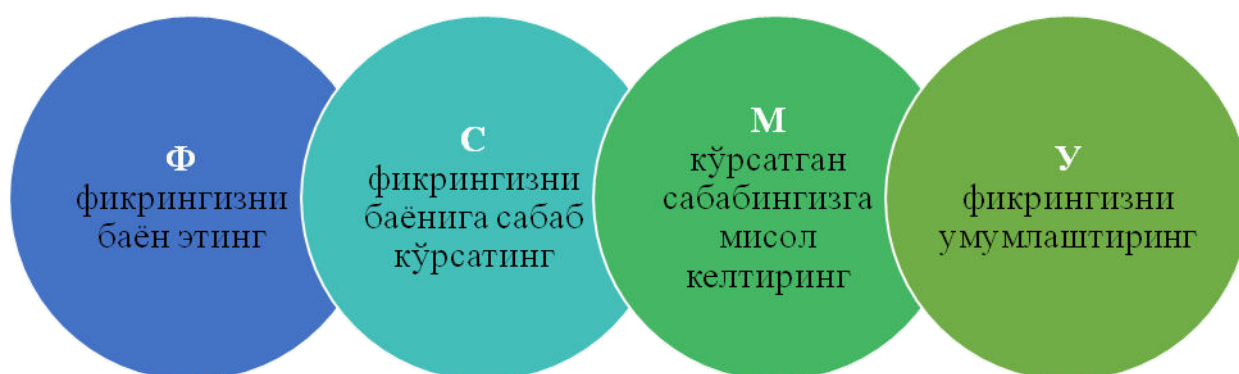 Ф
фикрингизни
баён этинг
С
фикрингизни
баёнига сабаб
кўрсатинг
М
кўрсатган
сабабингизга
мисол
келтиринг
У
фикрингизни
умумлаштиринг